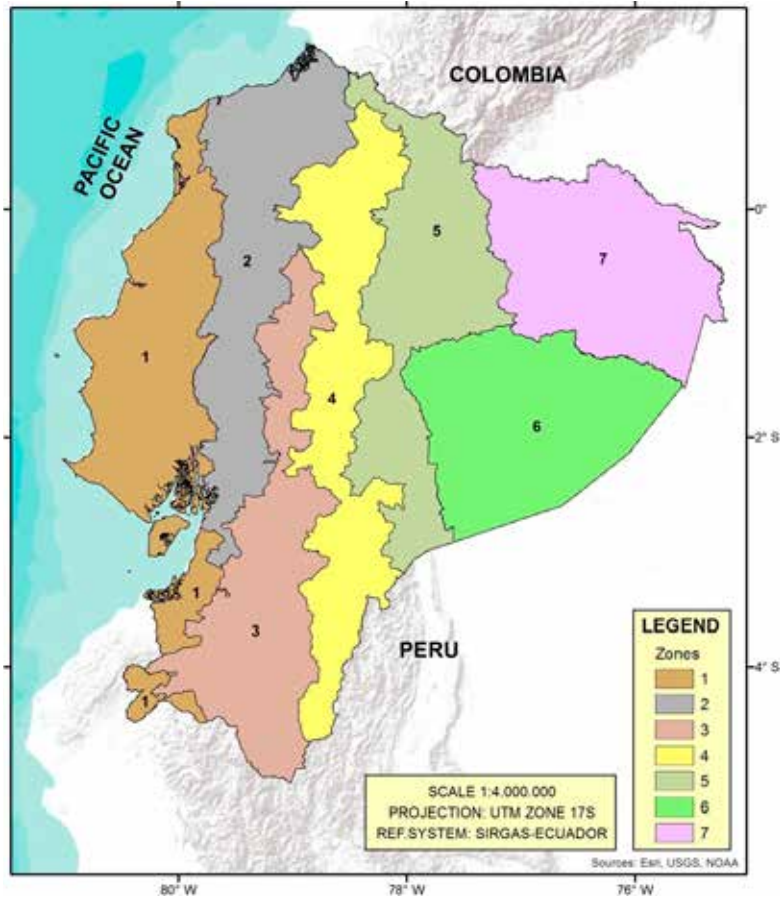 COLOMBIA
PACIFIC
OCEAN
0°
5
7
2
1
4
6
2° S
1
3
PERU
LEGEND
Zones
1
2
3
4
5
6
7
4° S
1
SCALE 1:4.000.000
PROJECTION: UTM ZONE 17S
REF.SYSTEM: SIRGAS-ECUADOR
Sources: Esri, USGS, NOAA
80° W
78° W
76° W